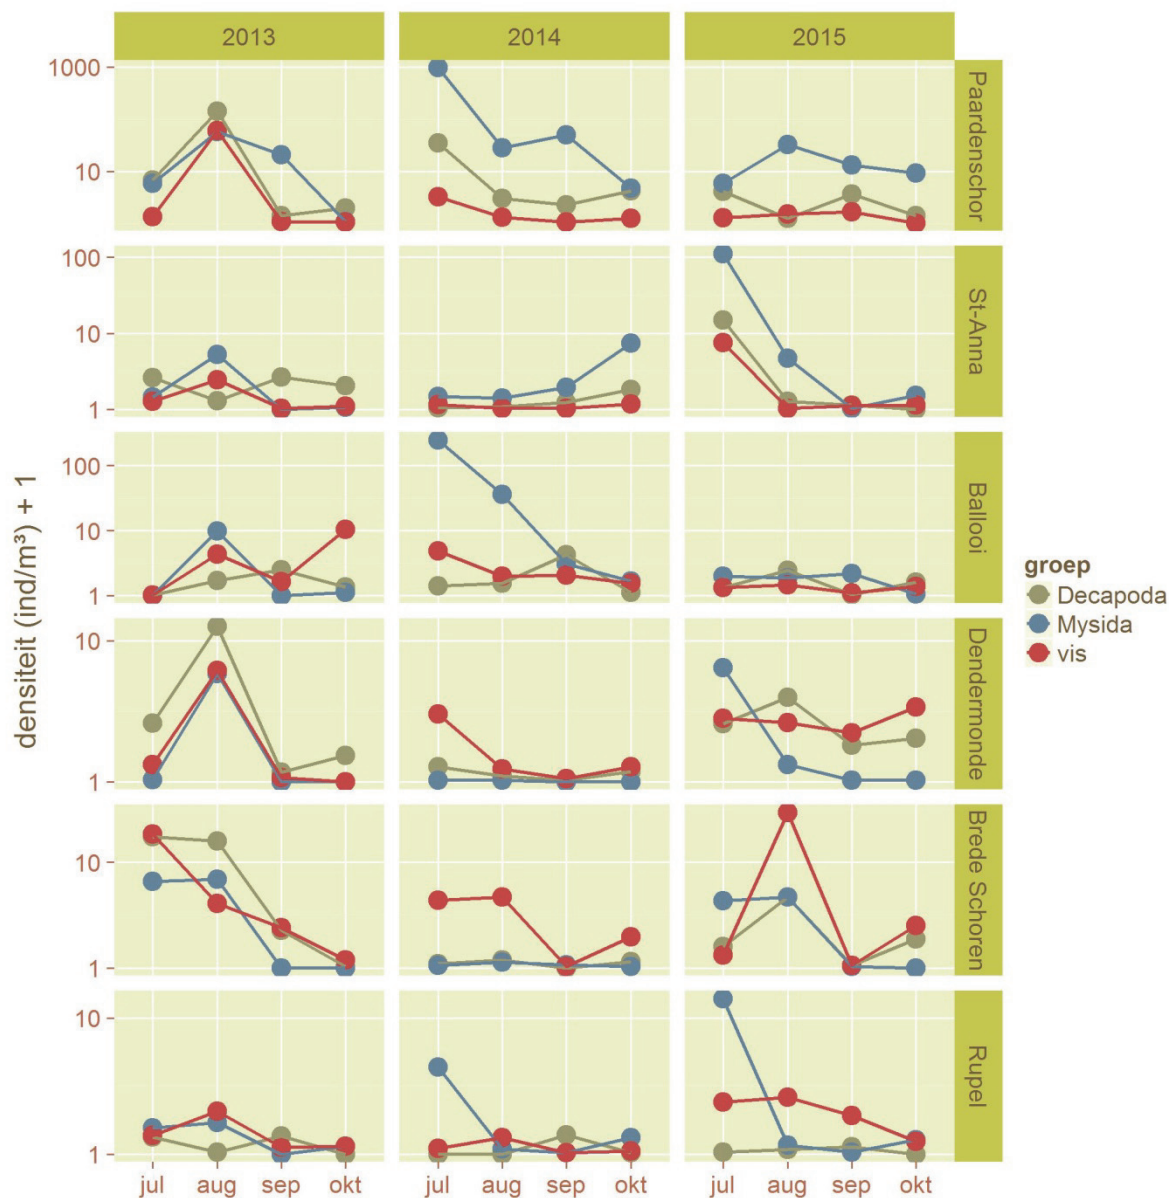 2013
2014
2015
1000
10
Paardenschor
100
10
1
St-Anna
100
10
1
Ballooi
10
1
Dendermonde
10
1
Brede Schoren
10
1
Rupel
jul aug sep okt
jul aug sep okt
jul aug sep okt
densiteit (ind/m³) + 1
groep
Decapoda
Mysida
vis